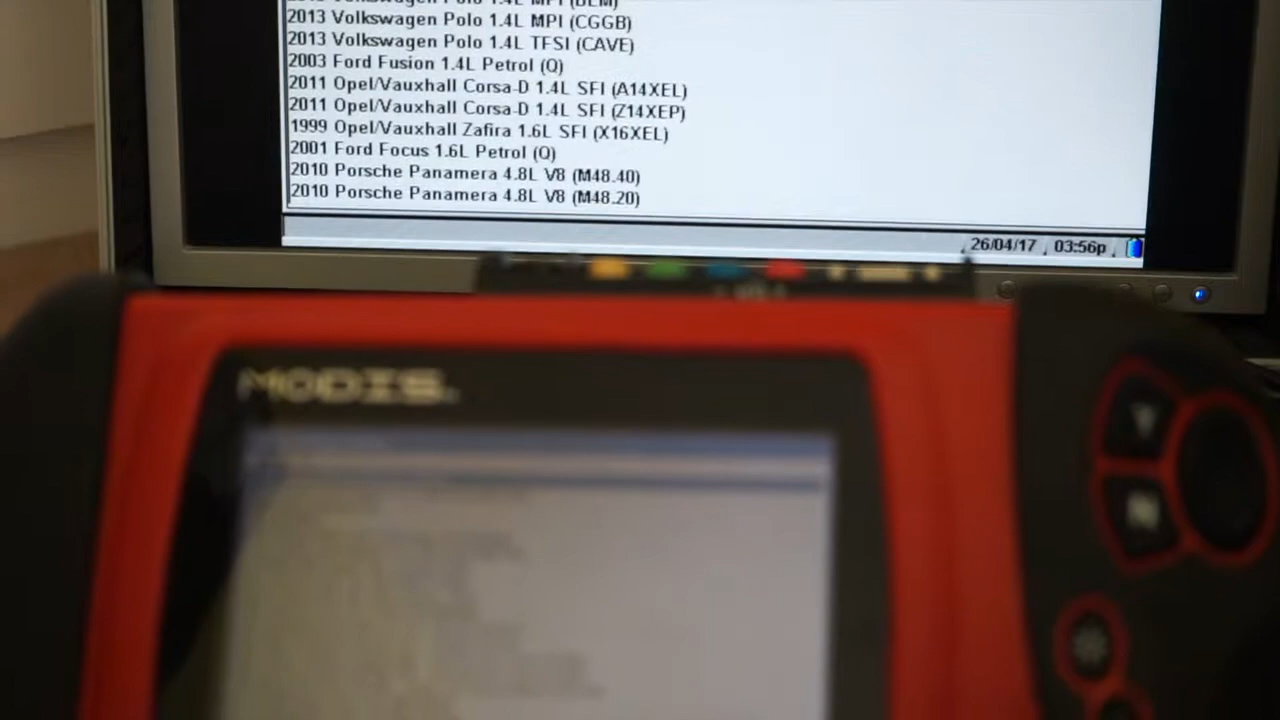 2013 Volkswagen Polo 1.4L MPI (CGGB)
2013 Volkswagen Polo 1.4L TFSI (CAVE)
2003 Ford Fusion 1.4L Petrol (Q)
2011 Opel/Vauxhall Corsa-D 1.4L SFI (A14XEL)
2011 Opel/Vauxhall Corsa-D 1.4L SFI (Z14XEP)
1999 Opel/Vauxhall Zafira 1.6L SFI (X16XEL)
2001 Ford Focus 1.6L Petrol (Q)
2010 Porsche Panamera 4.8L V8 (M48.40)
2010 Porsche Panamera 4.8L V8 (M48.20)
26/04/17 03:56p
MODIS
Y
N